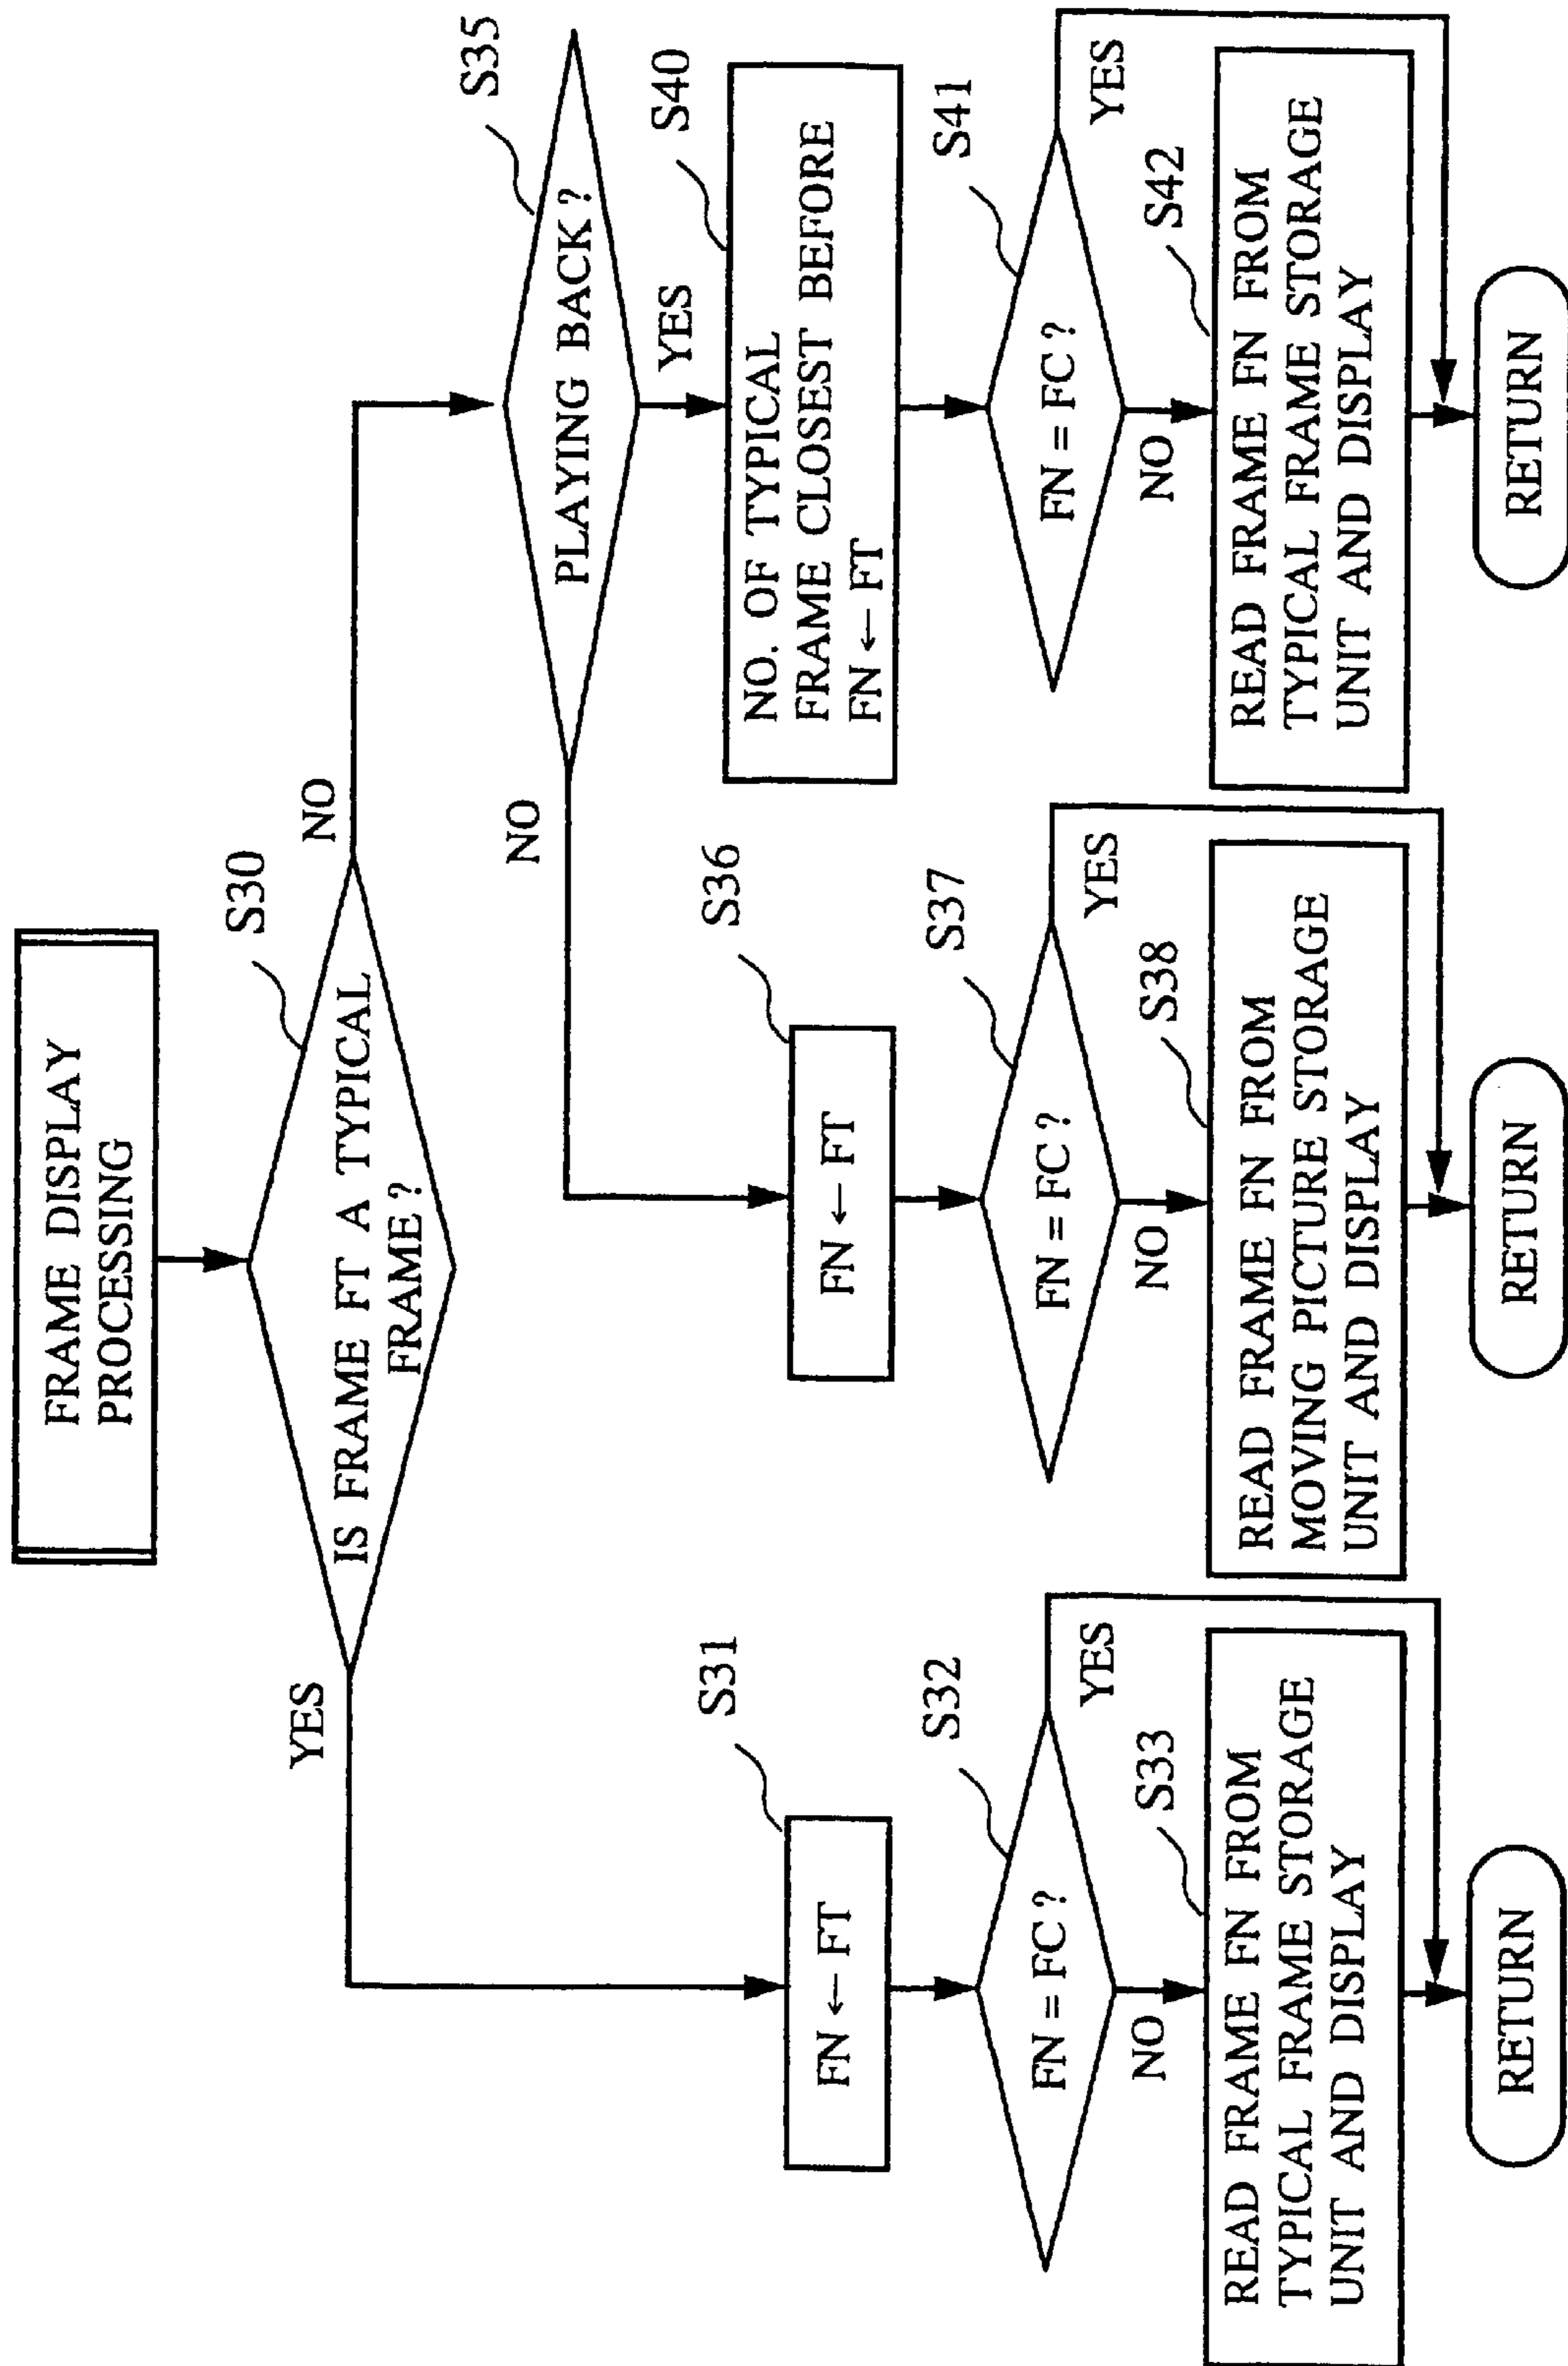 FRAME DISPLAY
PROCESSING
S30
IS FRAME FT A TYPICAL
FRAME ?
YES
NO
S31
FN ← FT
S32
FN = FC ?
YES
NO
S33
READ FRAME FN FROM
TYPICAL FRAME STORAGE
UNIT AND DISPLAY
RETURN
S35
PLAYING BACK ?
NO
YES
S36
FN ← FT
S37
FN = FC ?
YES
NO
S38
READ FRAME FN FROM
MOVING PICTURE STORAGE
UNIT AND DISPLAY
RETURN
S40
NO. OF TYPICAL
FRAME CLOSEST BEFORE
FN ← FT
S41
FN = FC ?
YES
NO
S42
READ FRAME FN FROM
TYPICAL FRAME STORAGE
UNIT AND DISPLAY
RETURN